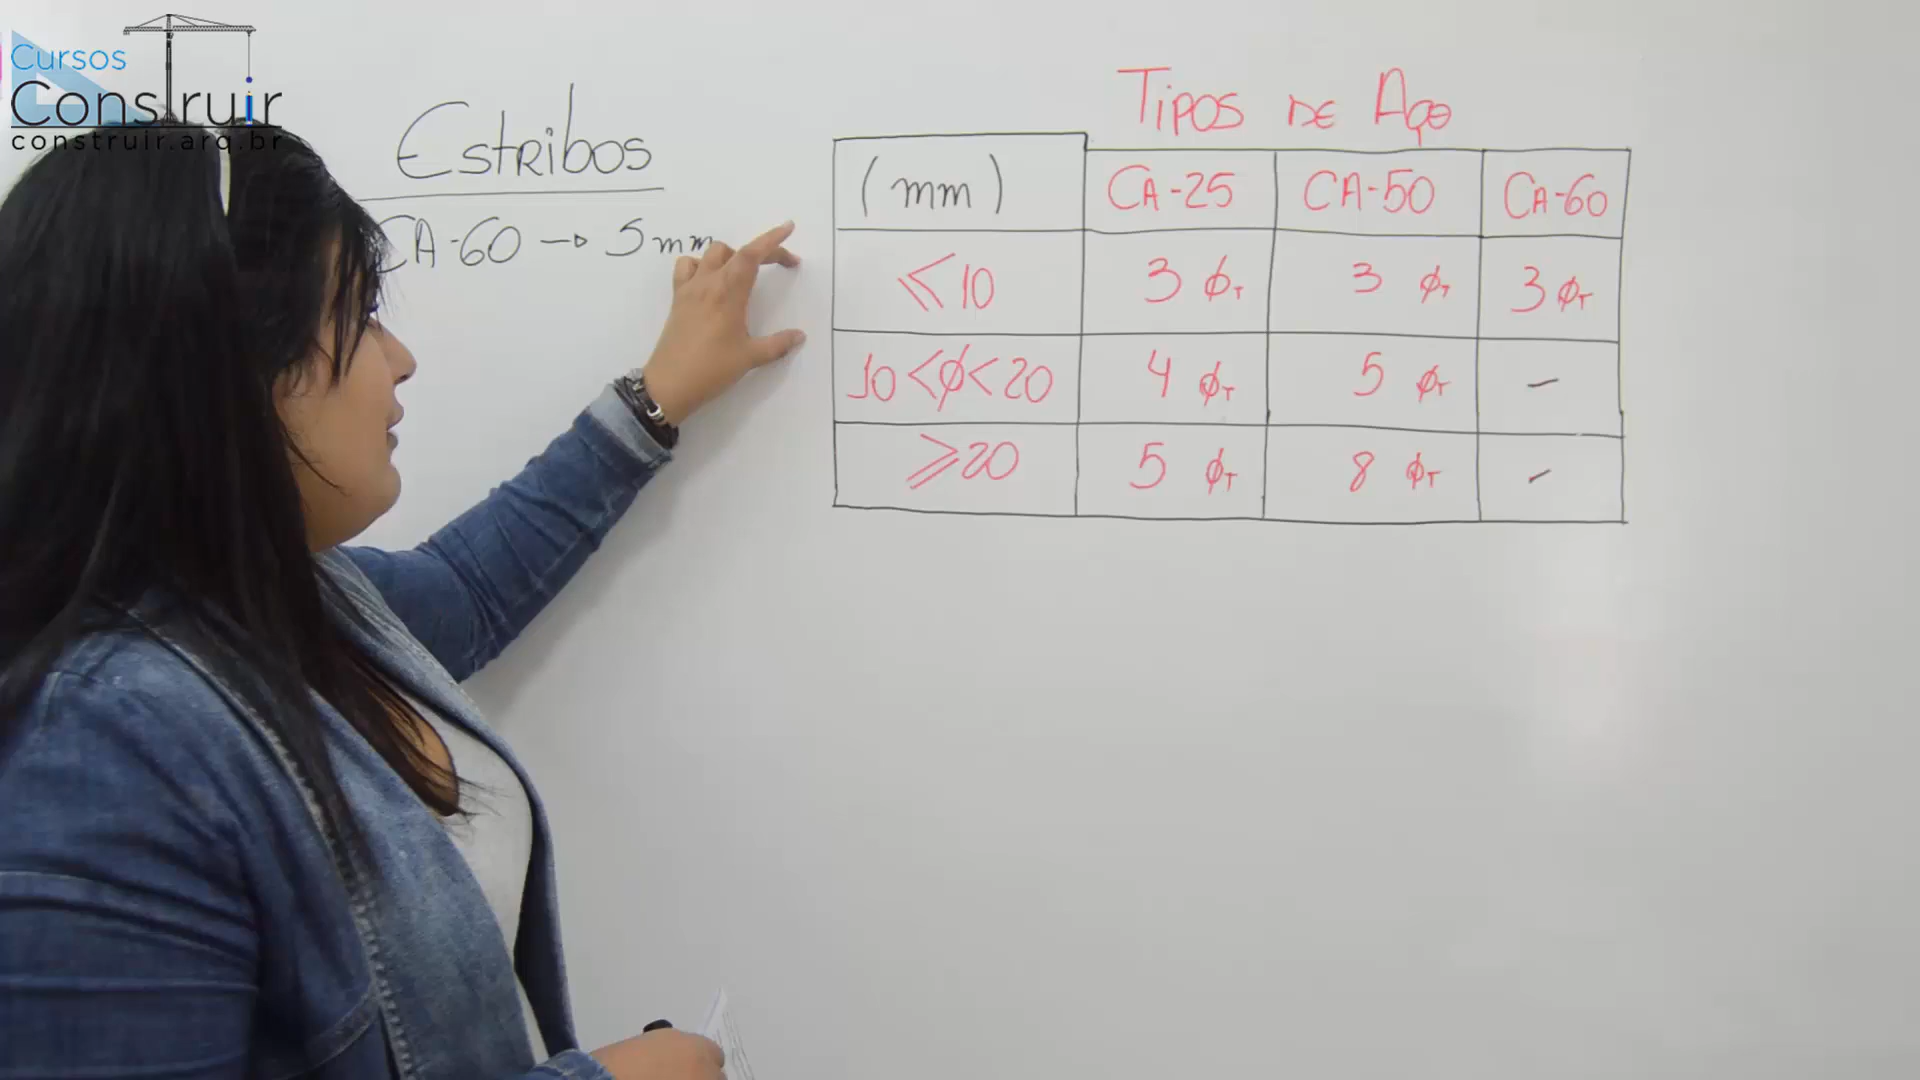 Cursos
Construir
construir.arq.br
Estribos
CA-60 → 5mm
Tipos de Aço
(mm) CA-25 CA-50 CA-60
≤10 3 φT 3 φT 3 φT
10<φ<20 4 φT 5 φT -
≥20 5 φT 8 φT -